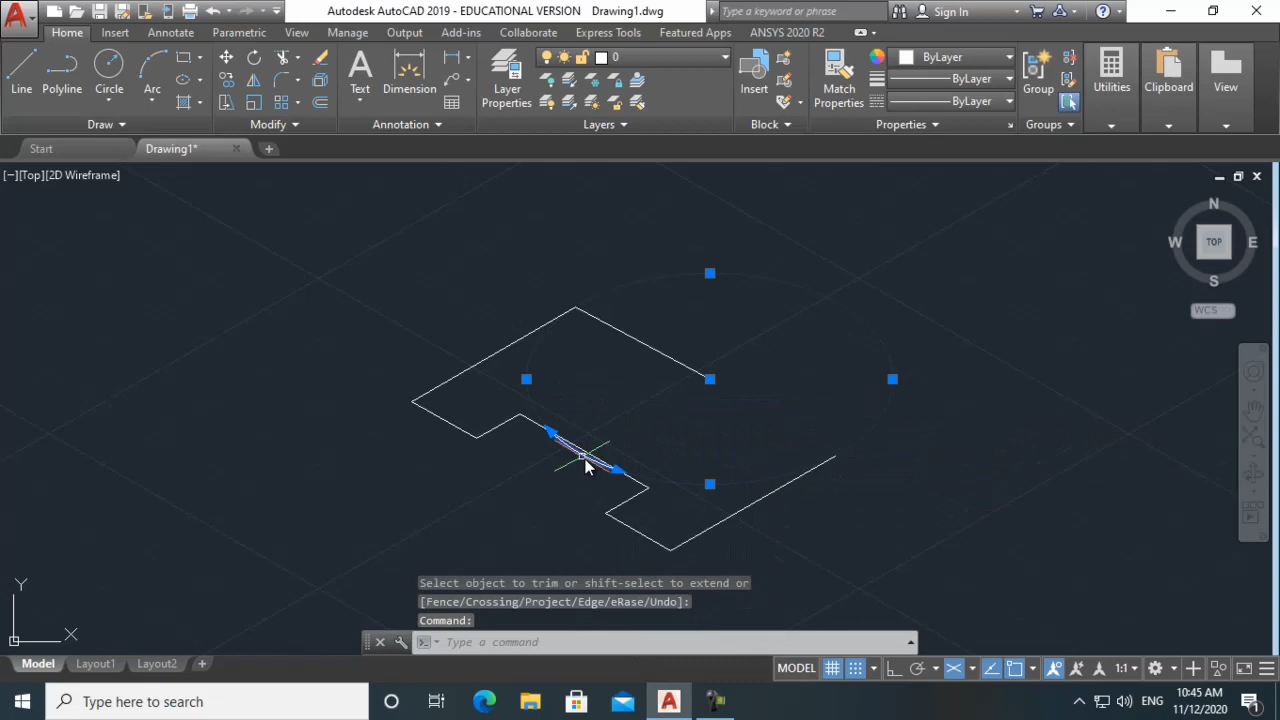 Autodesk AutoCAD 2019 - EDUCATIONAL VERSION Drawing1.dwg
Type a keyword or phrase
Sign In
Home Insert Annotate Parametric View Manage Output Add-ins Collaborate Express Tools Featured Apps ANSYS 2020 R2
0
ByLayer
ByLayer
ByLayer
Line Polyline Circle Arc
Text Dimension
Layer Properties
Insert
Match Properties
Group Utilities Clipboard View
Draw Modify Annotation Layers Block Properties Groups
Start Drawing1*
[−][Top][2D Wireframe]
N
W TOP E
S
WCS
Select object to trim or shift-select to extend or
[Fence/Crossing/Project/Edge/eRase/Undo]:
Command:
Type a command
Y
X
Model Layout1 Layout2
MODEL 1:1
Type here to search
ENG
10:45 AM
11/12/2020
1